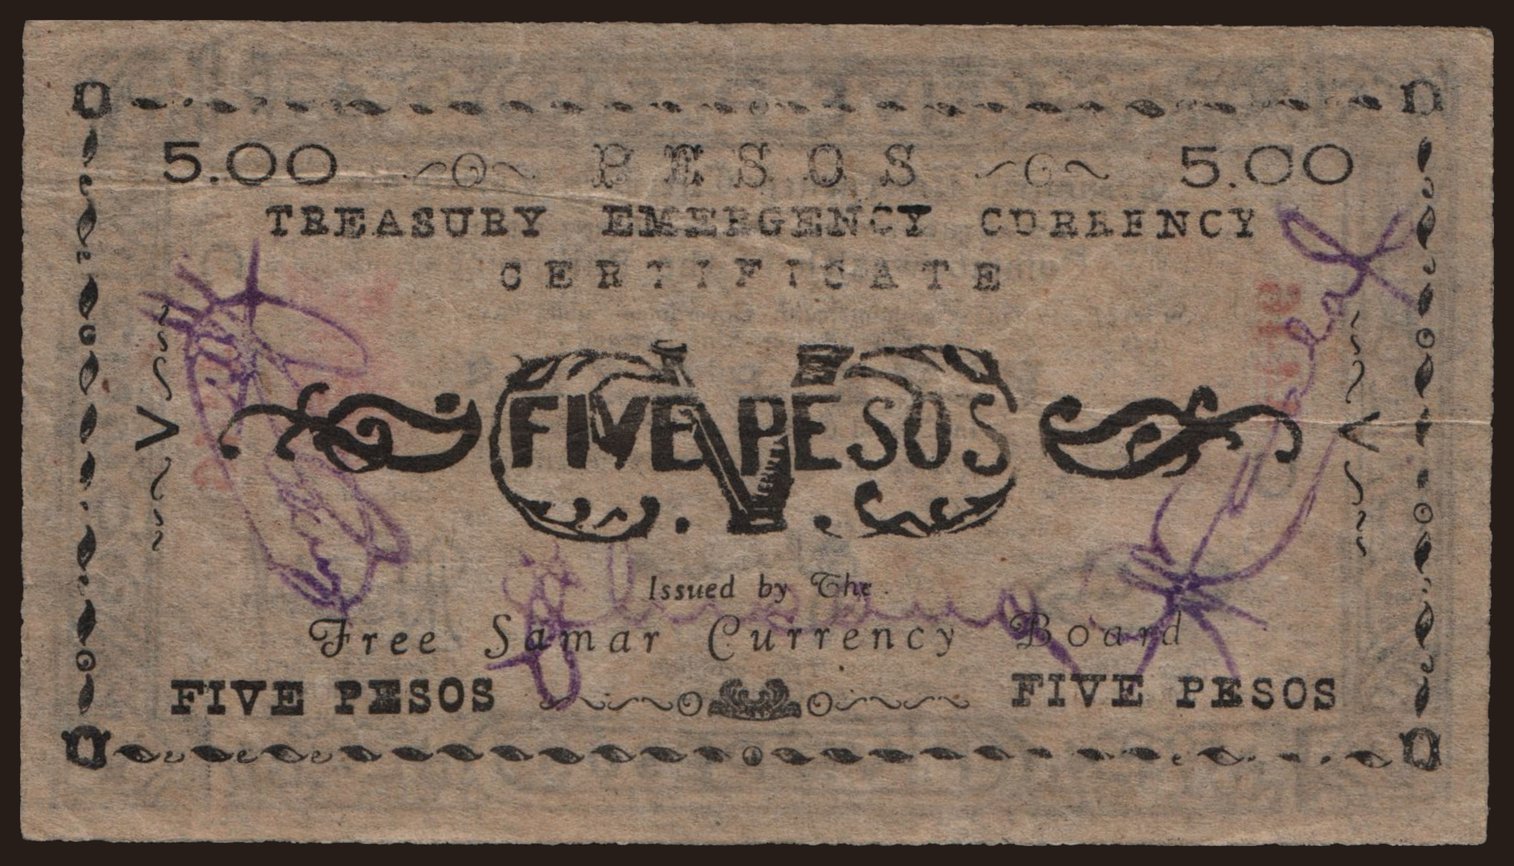 5.00 PESOS 5.00
TREASURY EMERGENCY CURRENCY
CERTIFICATE
V
FIVE PESOS
V V
Issued by The
Free Samar Currency Board
FIVE PESOS FIVE PESOS